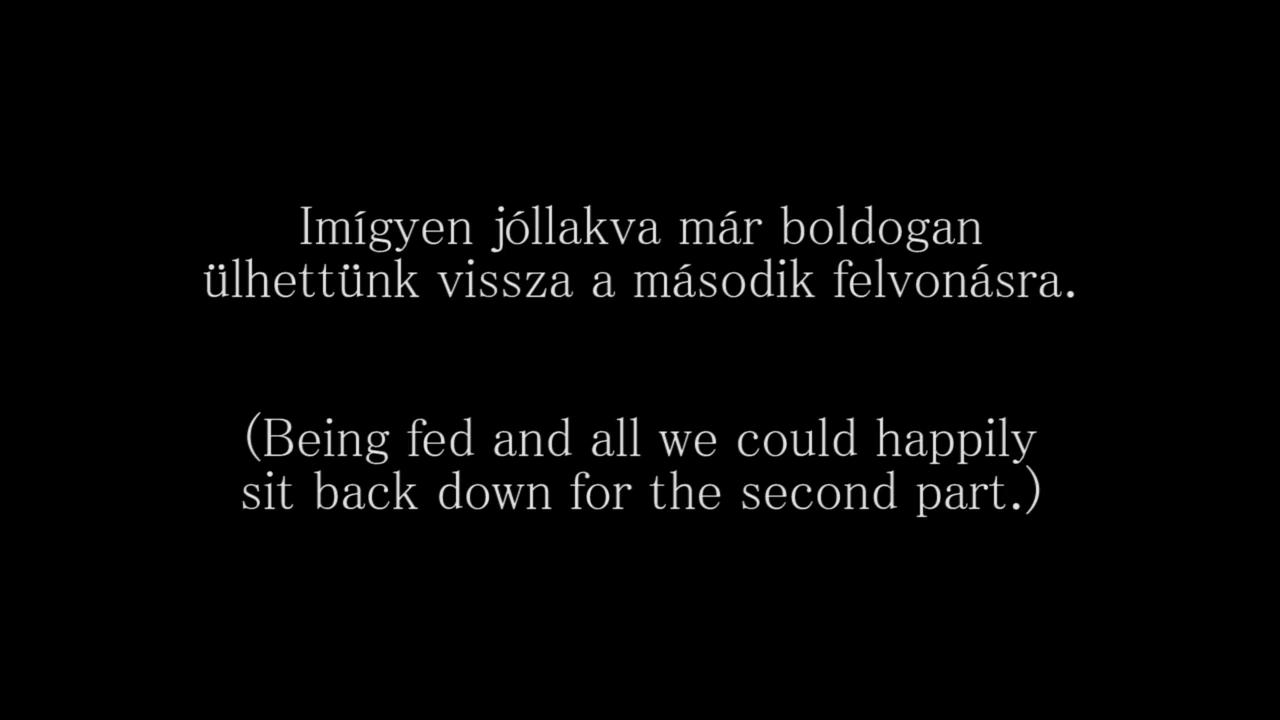 Imígyen jóllakva már boldogan
ülhettünk vissza a második felvonásra.
(Being fed and all we could happily
sit back down for the second part.)